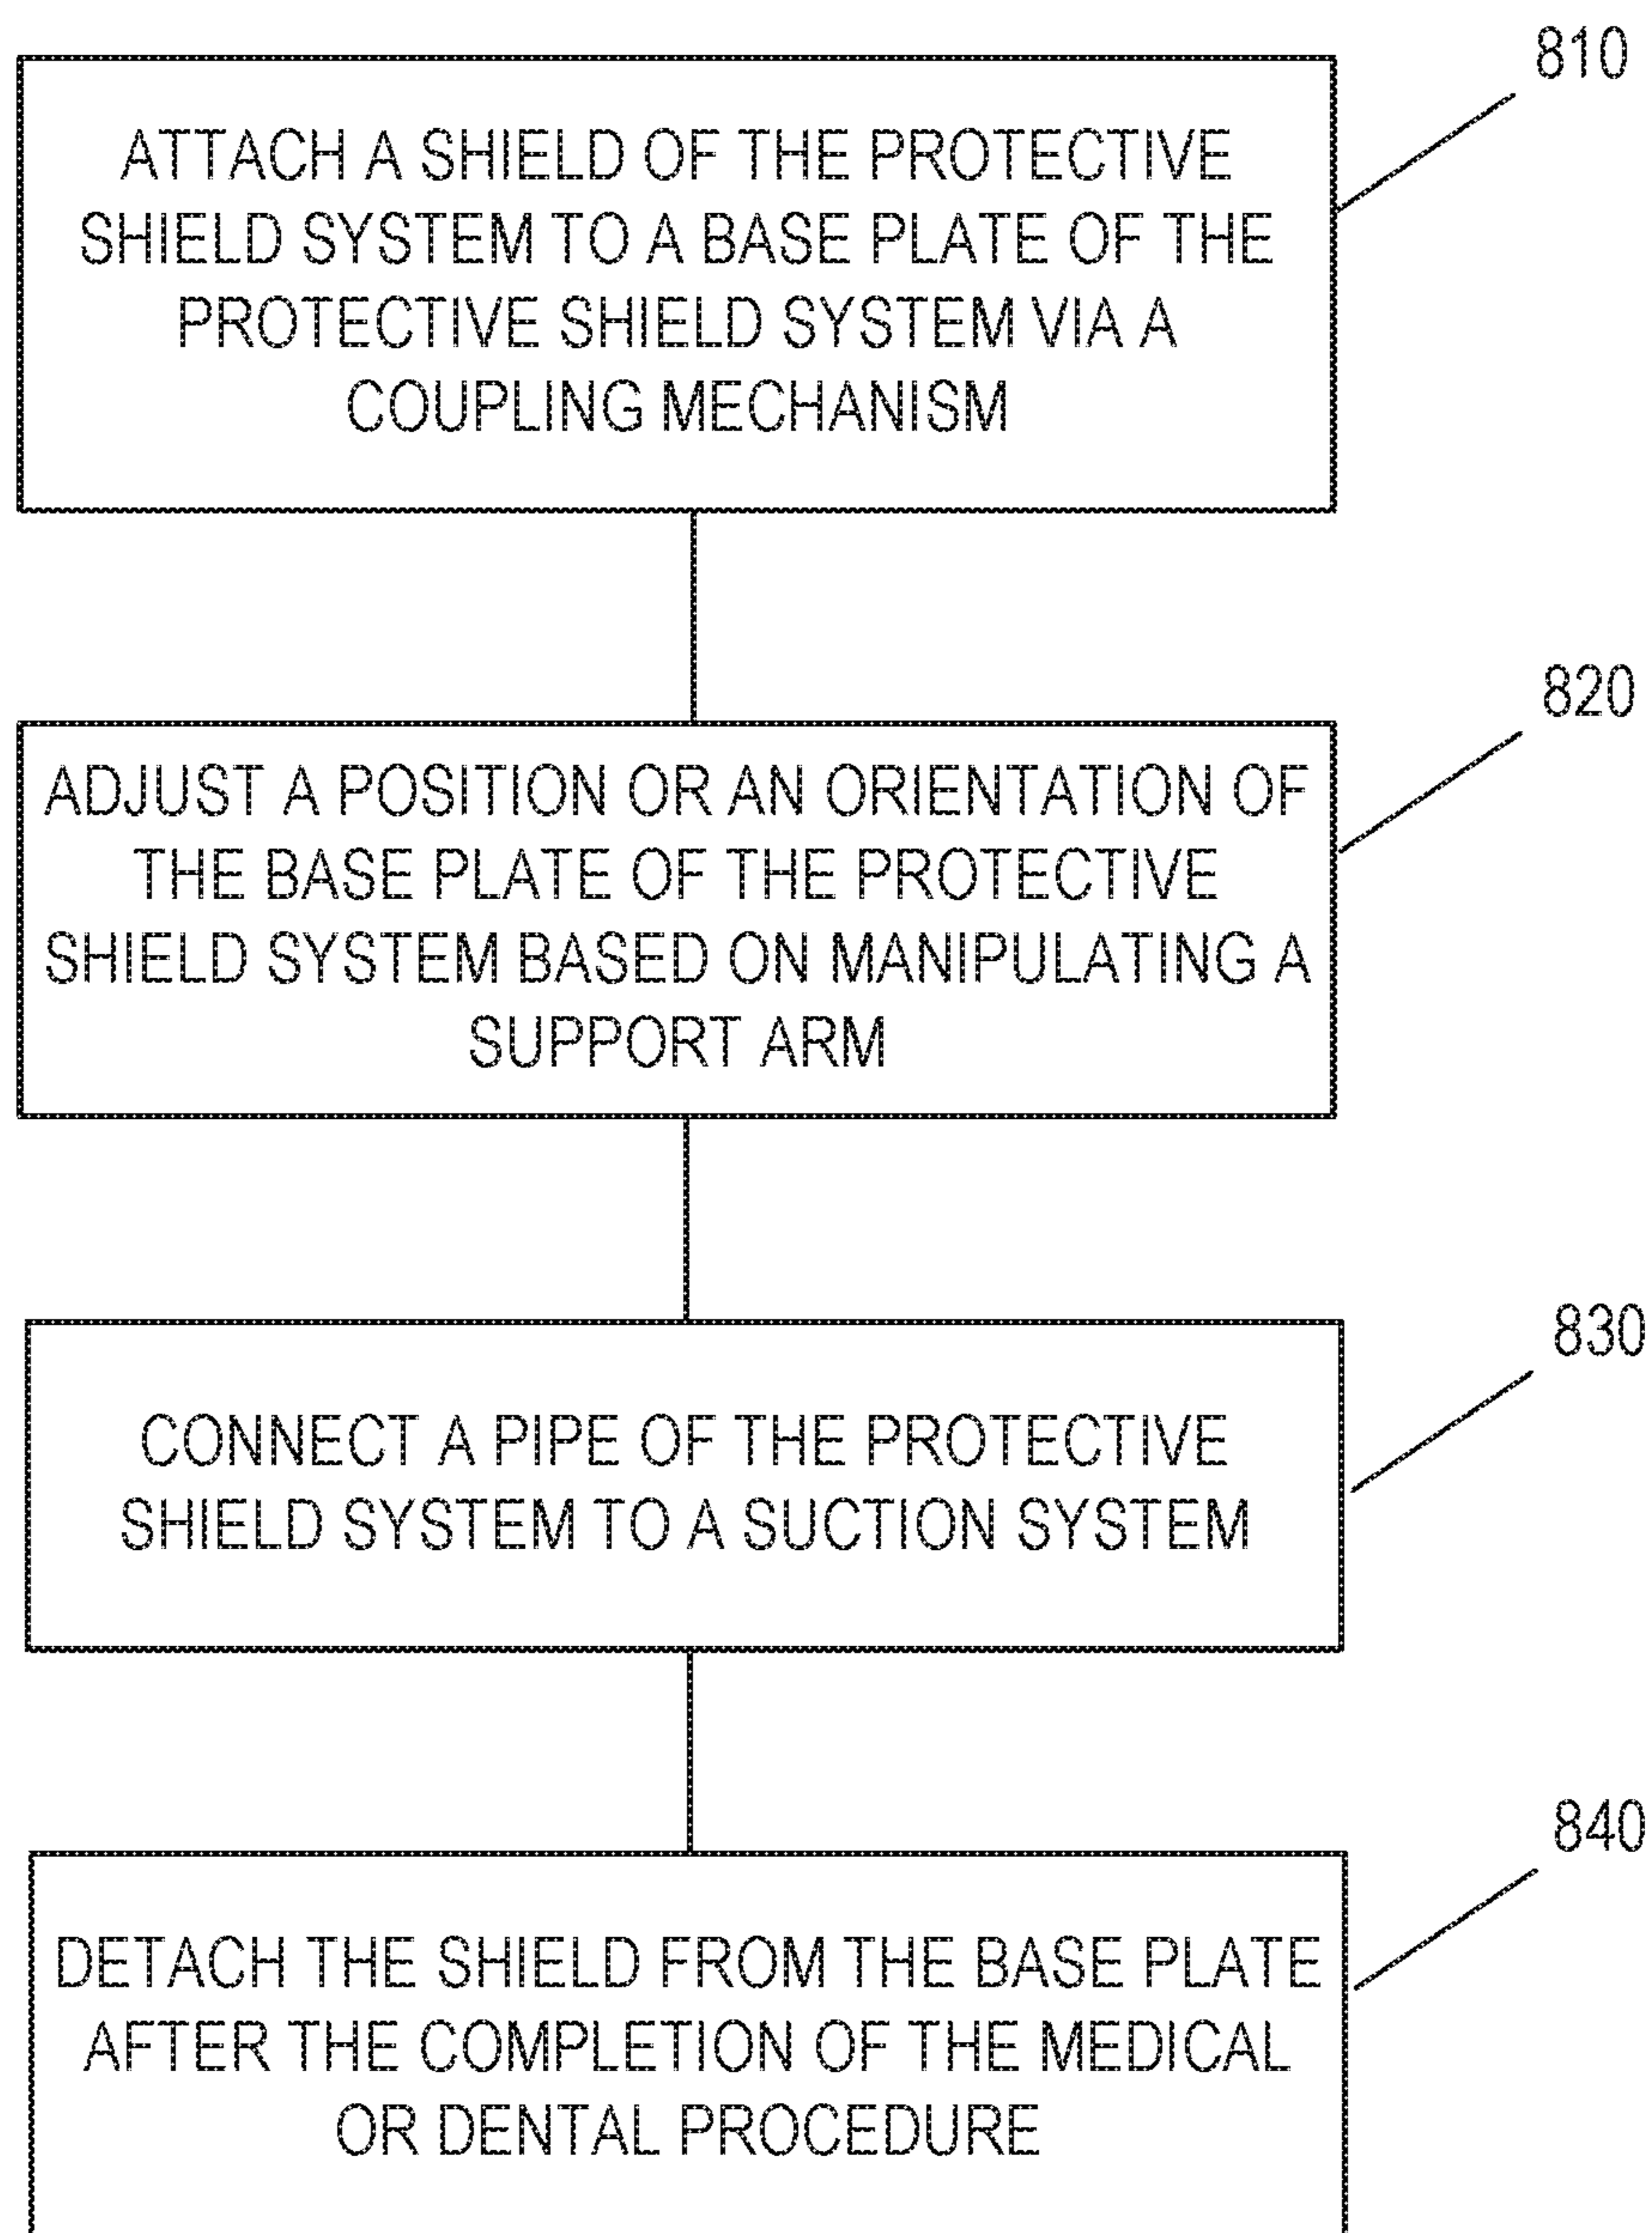 810
ATTACH A SHIELD OF THE PROTECTIVE
SHIELD SYSTEM TO A BASE PLATE OF THE
PROTECTIVE SHIELD SYSTEM VIA A
COUPLING MECHANISM
820
ADJUST A POSITION OR AN ORIENTATION OF
THE BASE PLATE OF THE PROTECTIVE
SHIELD SYSTEM BASED ON MANIPULATING A
SUPPORT ARM
830
CONNECT A PIPE OF THE PROTECTIVE
SHIELD SYSTEM TO A SUCTION SYSTEM
840
DETACH THE SHIELD FROM THE BASE PLATE
AFTER THE COMPLETION OF THE MEDICAL
OR DENTAL PROCEDURE